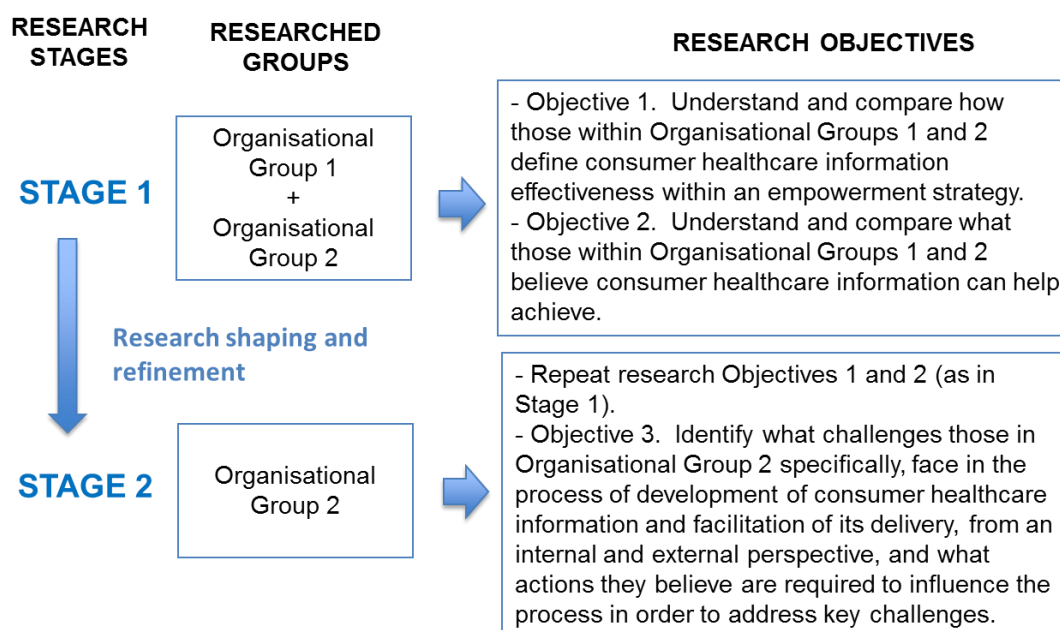 RESEARCH
STAGES
RESEARCHED
GROUPS
RESEARCH OBJECTIVES
STAGE 1
Organisational
Group 1
+
Organisational
Group 2
- Objective 1.  Understand and compare how
those within Organisational Groups 1 and 2
define consumer healthcare information
effectiveness within an empowerment strategy.
- Objective 2.  Understand and compare what
those within Organisational Groups 1 and 2
believe consumer healthcare information can help
achieve.
Research shaping and
refinement
STAGE 2
Organisational
Group 2
- Repeat research Objectives 1 and 2 (as in
Stage 1).
- Objective 3.  Identify what challenges those in
Organisational Group 2 specifically, face in the
process of development of consumer healthcare
information and facilitation of its delivery, from an
internal and external perspective, and what
actions they believe are required to influence the
process in order to address key challenges.